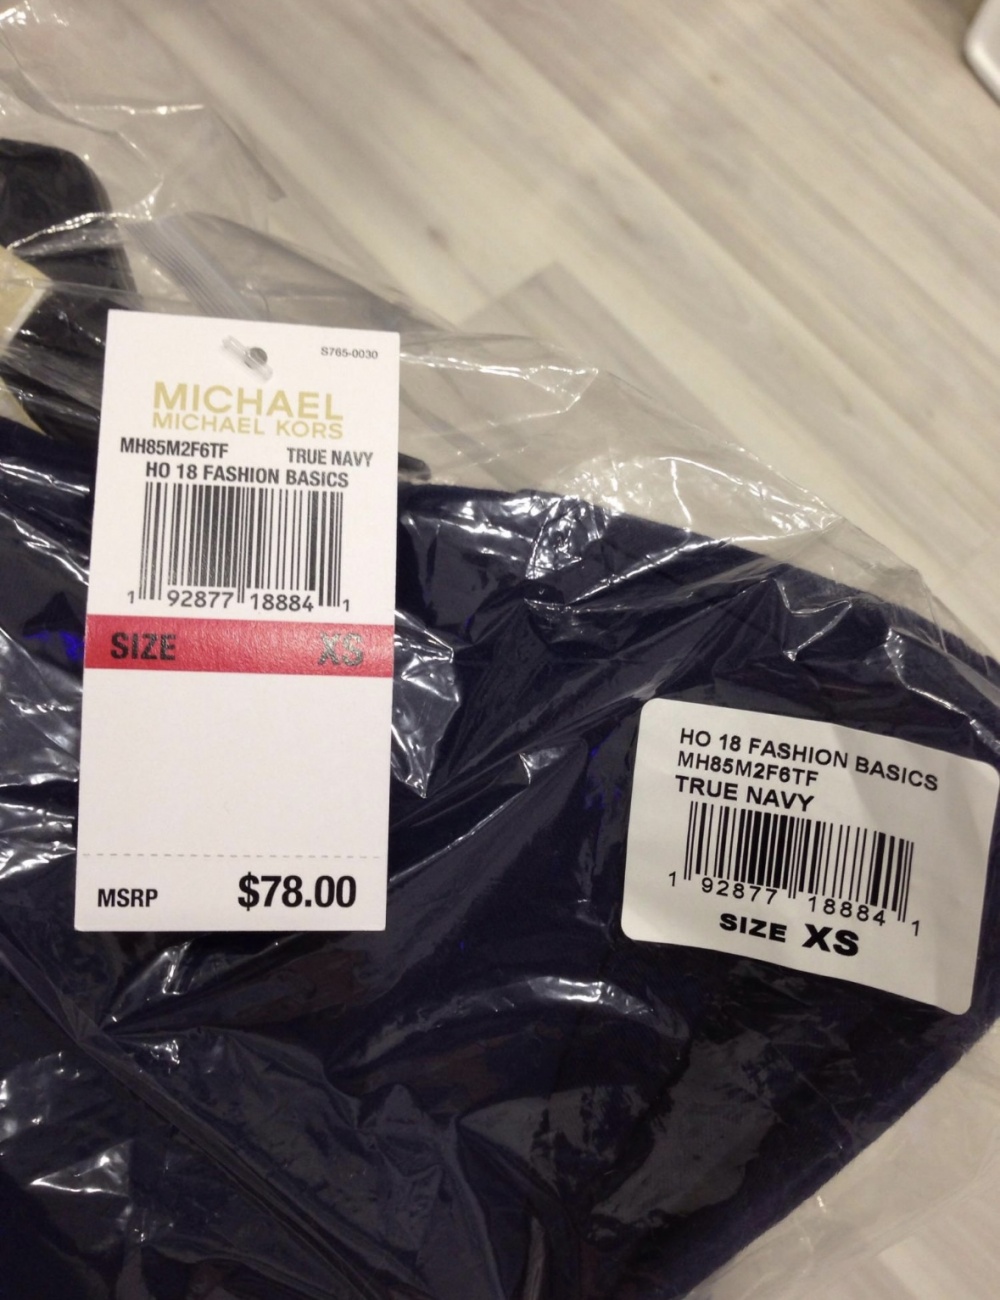 S765-0030
MICHAEL
MICHAEL KORS
MH85M2F6TF TRUE NAVY
HO 18 FASHION BASICS
1 92877 18884 1
SIZE XS
MSRP $78.00
HO 18 FASHION BASICS
MH85M2F6TF
TRUE NAVY
1 92877 18884 1
SIZE XS